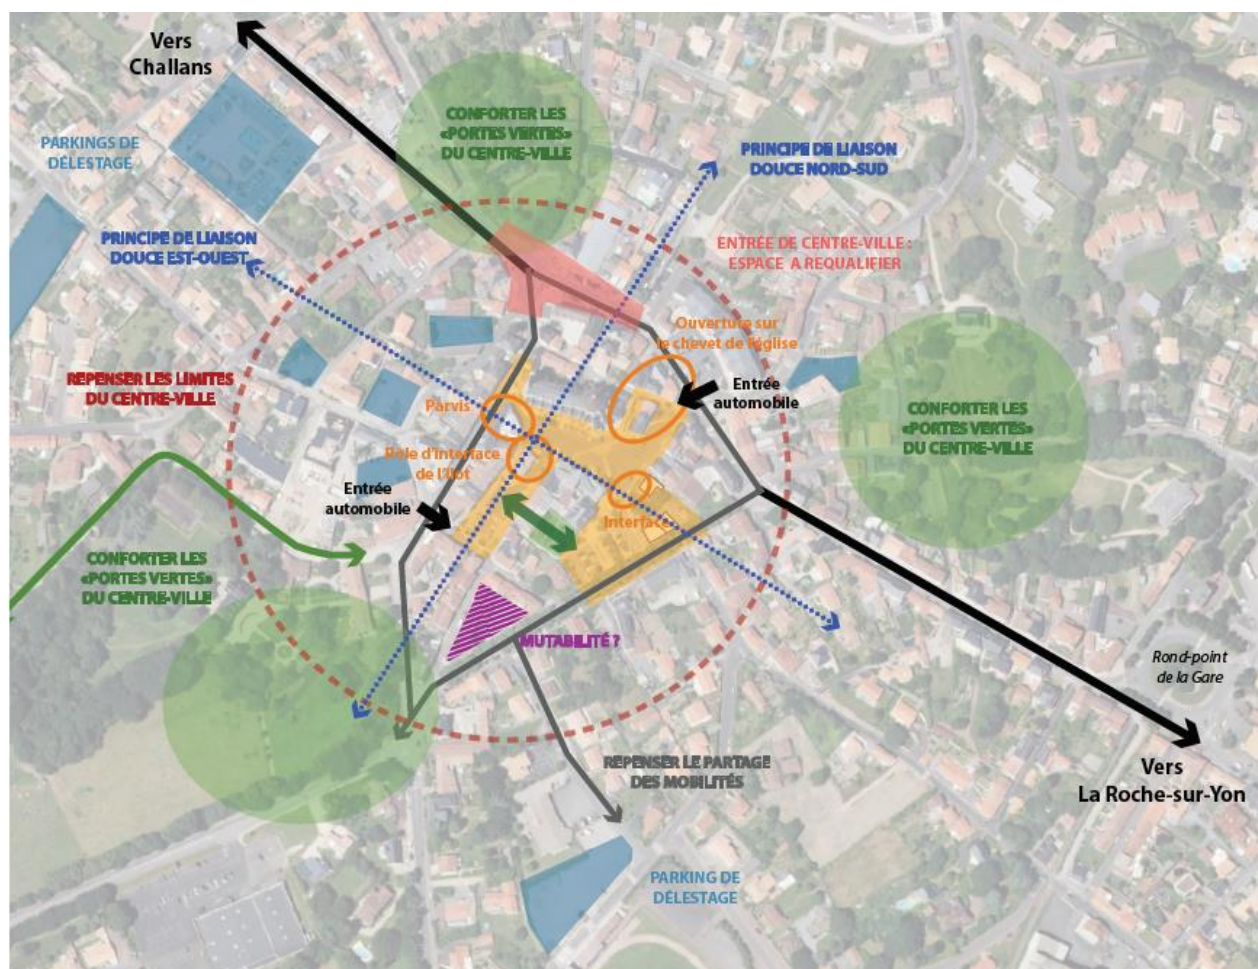 Vers
Challans
CONFORTER LES
«PORTES VERTES»
DU CENTRE-VILLE
PARKINGS DE
DÉLESTAGE
PRINCIPE DE LIAISON
DOUCE NORD-SUD
PRINCIPE DE LIAISON
DOUCE EST-OUEST
ENTRÉE DE CENTRE-VILLE :
ESPACE A REQUALIFIER
Ouverture sur
le chevet de l'église
REPENSER LES LIMITES
DU CENTRE-VILLE
Parvis
Entrée
automobile
CONFORTER LES
«PORTES VERTES»
DU CENTRE-VILLE
Rôle d'interface
de l'îlot
Entrée
automobile
Interface
CONFORTER LES
«PORTES VERTES»
DU CENTRE-VILLE
MUTABILITÉ ?
Rond-point
de la Gare
REPENSER LE PARTAGE
DES MOBILITÉS
Vers
La Roche-sur-Yon
PARKING DE
DÉLESTAGE